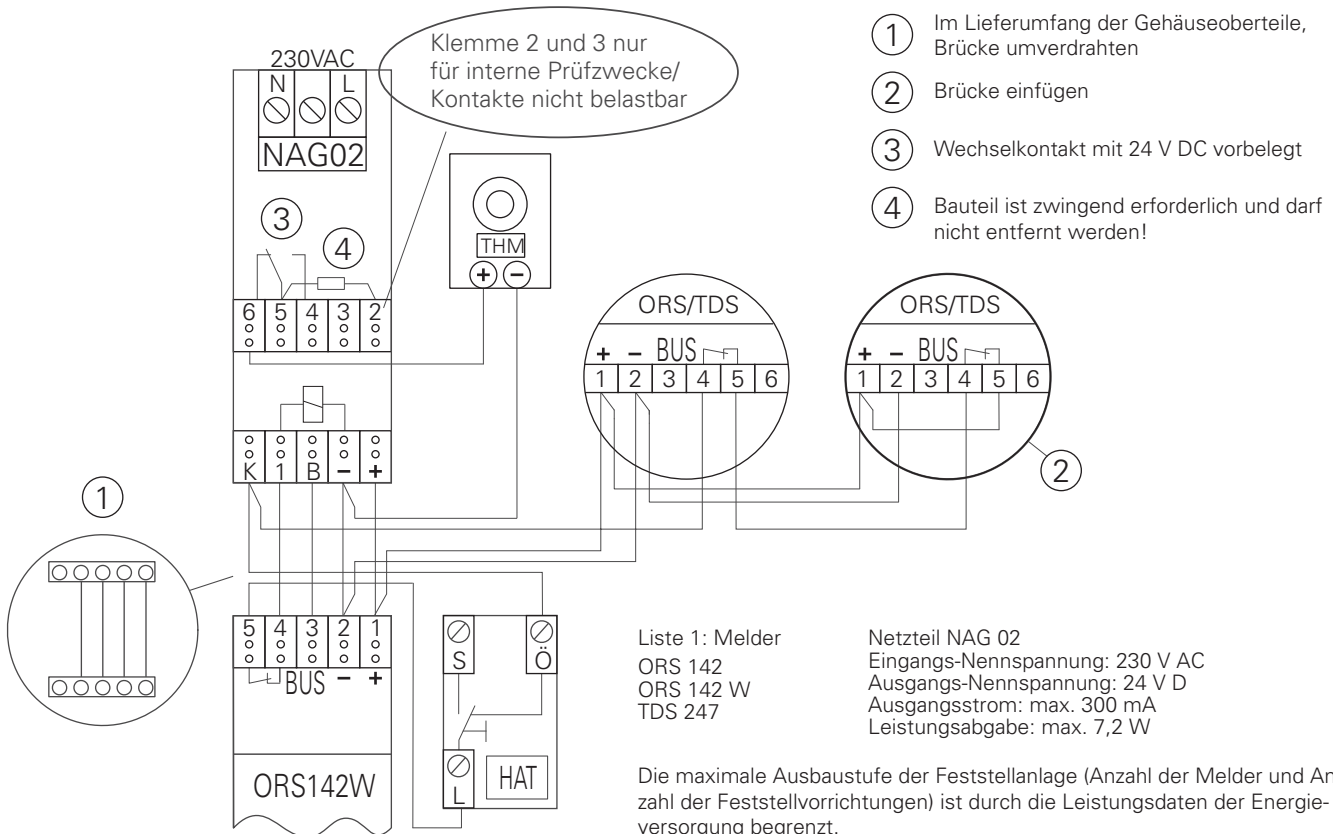 230VAC
N L
NAG02
Klemme 2 und 3 nur
für interne Prüfzwecke/
Kontakte nicht belastbar
1 Im Lieferumfang der Gehäuseoberteile,
Brücke umverdrahten
2 Brücke einfügen
3 Wechselkontakt mit 24 V DC vorbelegt
4 Bauteil ist zwingend erforderlich und darf
nicht entfernt werden!
3
4
6 5 4 3 2
THM
+ −
ORS/TDS
+ − BUS
1 2 3 4 5 6
ORS/TDS
+ − BUS
1 2 3 4 5 6
2
K 1 B − +
1
5 4 3 2 1
BUS − +
ORS142W
S Ö
L HAT
Liste 1: Melder
ORS 142
ORS 142 W
TDS 247
Netzteil NAG 02
Eingangs-Nennspannung: 230 V AC
Ausgangs-Nennspannung: 24 V D
Ausgangsstrom: max. 300 mA
Leistungsabgabe: max. 7,2 W
Die maximale Ausbaustufe der Feststellanlage (Anzahl der Melder und An
zahl der Feststellvorrichtungen) ist durch die Leistungsdaten der Energie-
versorgung begrenzt.